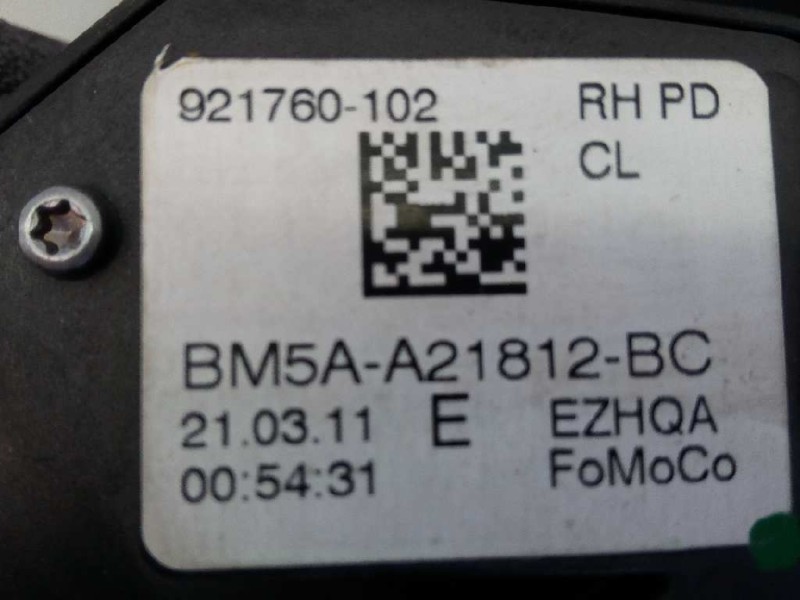 921760-102 RH PD
CL
BM5A-A21812-BC
21.03.11 E EZHQA
00:54:31 FoMoCo